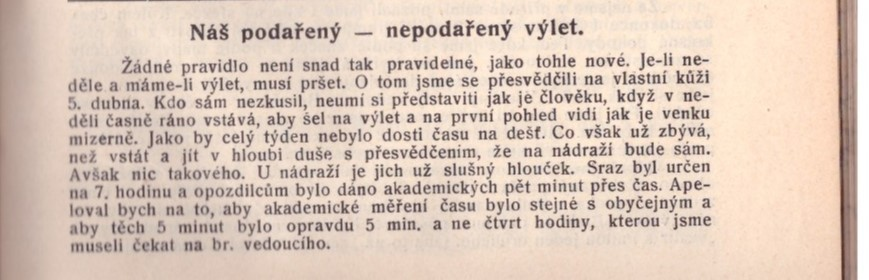 Náš podařený — nepodařený výlet.
Žádné pravidlo není snad tak pravidelné, jako tohle nové. Je-li ne-
děle a máme-li výlet, musí pršet. O tom jsme se přesvědčili na vlastní kůži
5. dubna. Kdo sám nezkusil, neumí si představiti jak je člověku, když v ne-
děli časně ráno vstává, aby šel na výlet a na první pohled vidí jak je venku
mizerně. Jako by celý týden nebylo dosti času na dešť. Co však už zbývá,
než vstát a jít v hloubi duše s přesvědčením, že na nádraží bude sám.
Avšak nic takového. U nádraží je jich už slušný hlouček. Sraz byl určen
na 7. hodinu a opozdilcům bylo dáno akademických pět minut přes čas. Ape-
loval bych na to, aby akademické měření času bylo stejné s obyčejným a
aby těch 5 minut bylo opravdu 5 min. a ne čtvrt hodiny, kterou jsme
museli čekat na br. vedoucího.